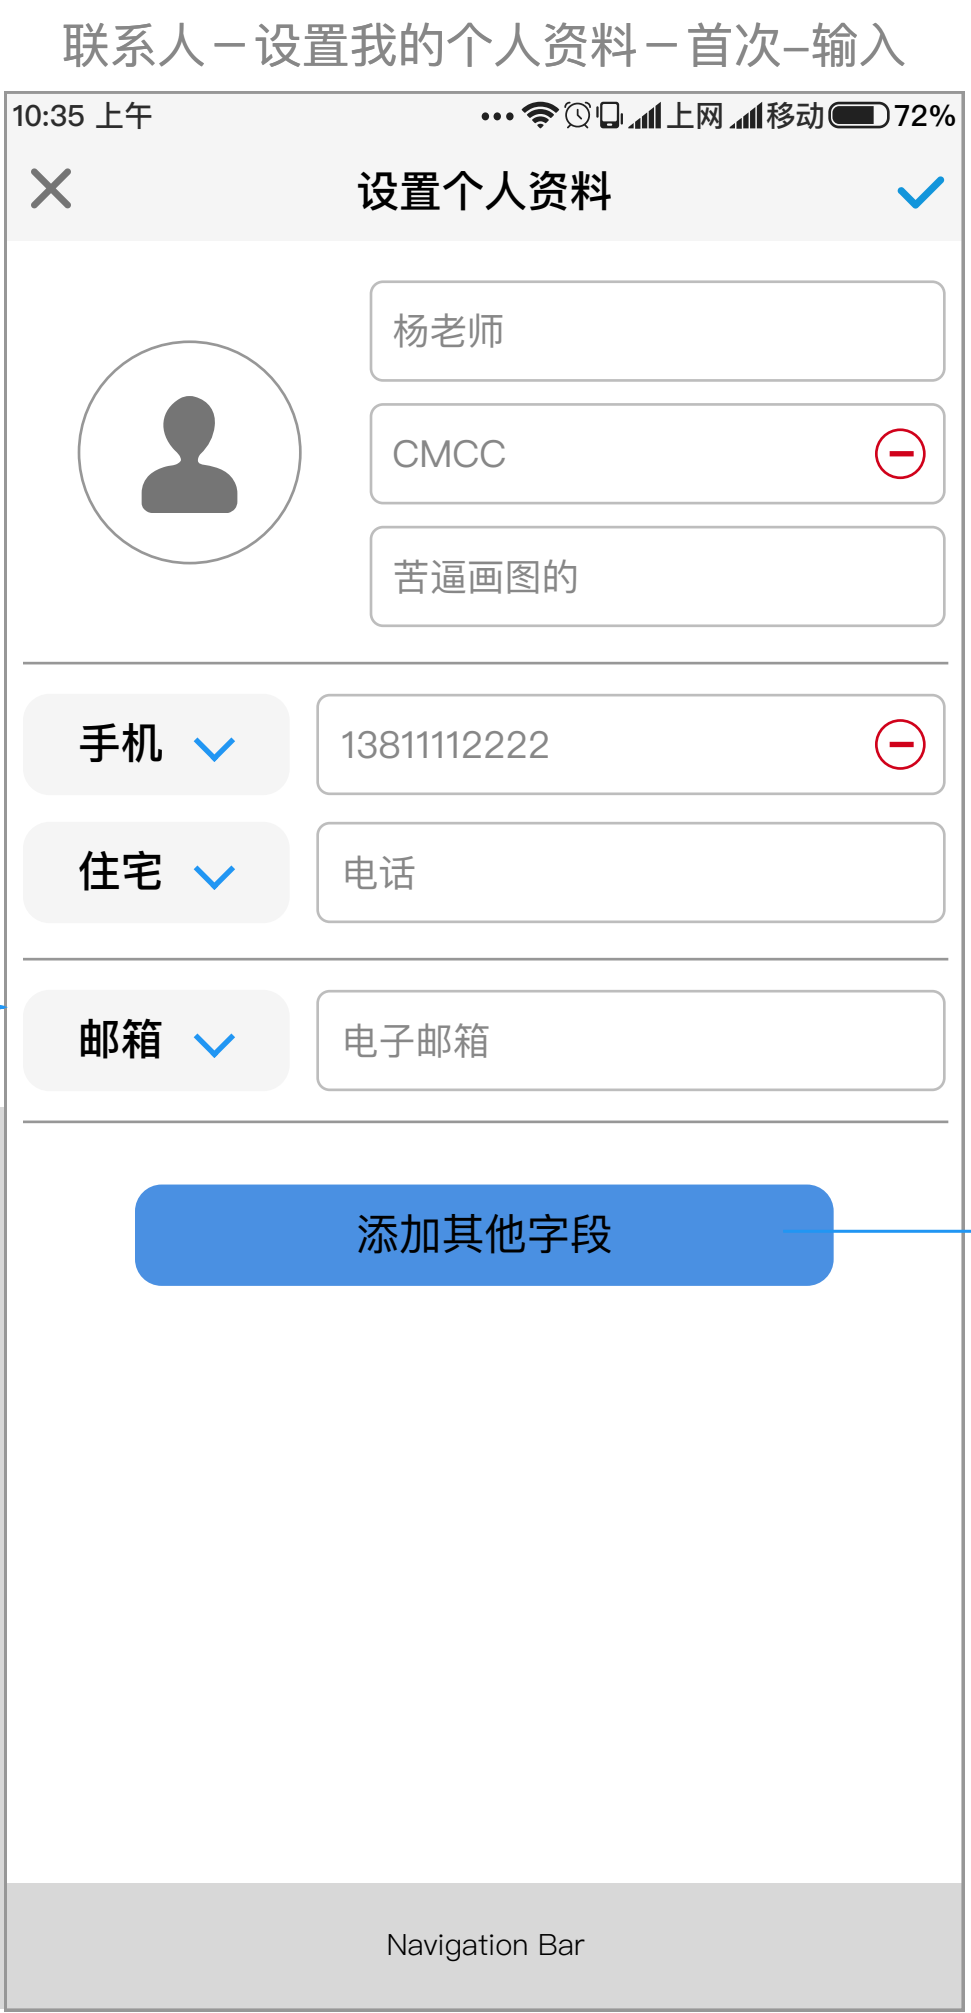 联系人－设置我的个人资料－首次–输入
10:35 上午 上网 移动 72%
设置个人资料
杨老师
CMCC
苦逼画图的
手机 13811112222
住宅 电话
邮箱 电子邮箱
添加其他字段
Navigation Bar